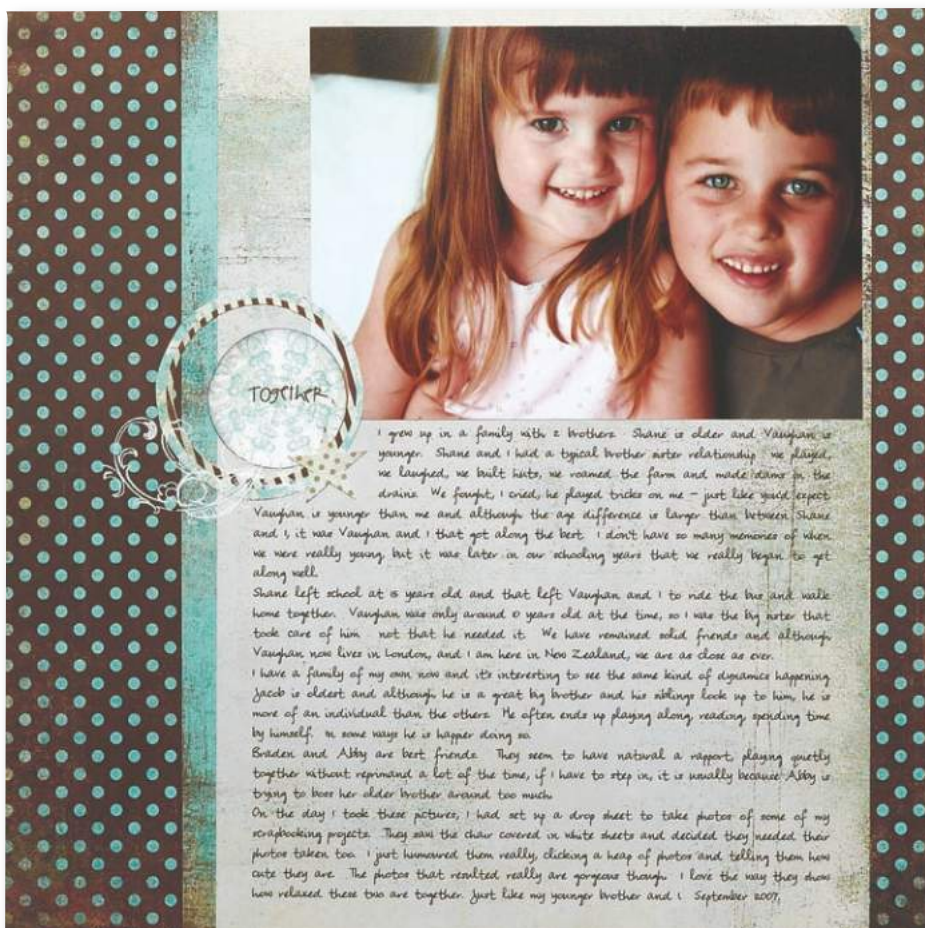 TOGETHER
I grew up in a family with 2 brothers. Shane is older and Vaughan is
younger. Shane and I had a typical brother sister relationship. we played,
we laughed, we built huts, we roamed the farm and made dams in the
drains. We fought, I cried, he played tricks on me - just like you'd expect
Vaughan is younger than me and although the age difference is larger than between Shane
and I, it was Vaughan and I that got along the best. I don't have so many memories of when
we were really young, but it was later in our schooling years that we really began to get
along well.
Shane left school at 15 years old and that left Vaughan and I to ride the bus and walk
home together. Vaughan was only around 10 years old at the time, so I was the big sister that
took care of him not that he needed it. We have remained solid friends and although
Vaughan now lives in London, and I am here in New Zealand, we are as close as ever.
I have a family of my own now and it's interesting to see the same kind of dynamics happening
Jacob is oldest and although he is a great big brother and his siblings look up to him, he is
more of an individual than the others. He often ends up playing along, reading, spending time
by himself. in some ways he is happer doing so.
Braden and Abby are best friends. They seem to have natural a rapport, playing quietly
together without reprimand a lot of the time, if I have to step in, it is usually because Abby is
trying to boss her older brother around too much.
On the day I took these pictures, I had set up a drop sheet to take photos of some of my
scrapbooking projects. They saw the chair covered in white sheets and decided they needed their
photos taken too. I just humoured them really, clicking a heap of photos and telling them how
cute they are. The photos that resulted really are gorgeous though. I love the way they show
how relaxed these two are together. Just like my younger brother and I. September 2007.